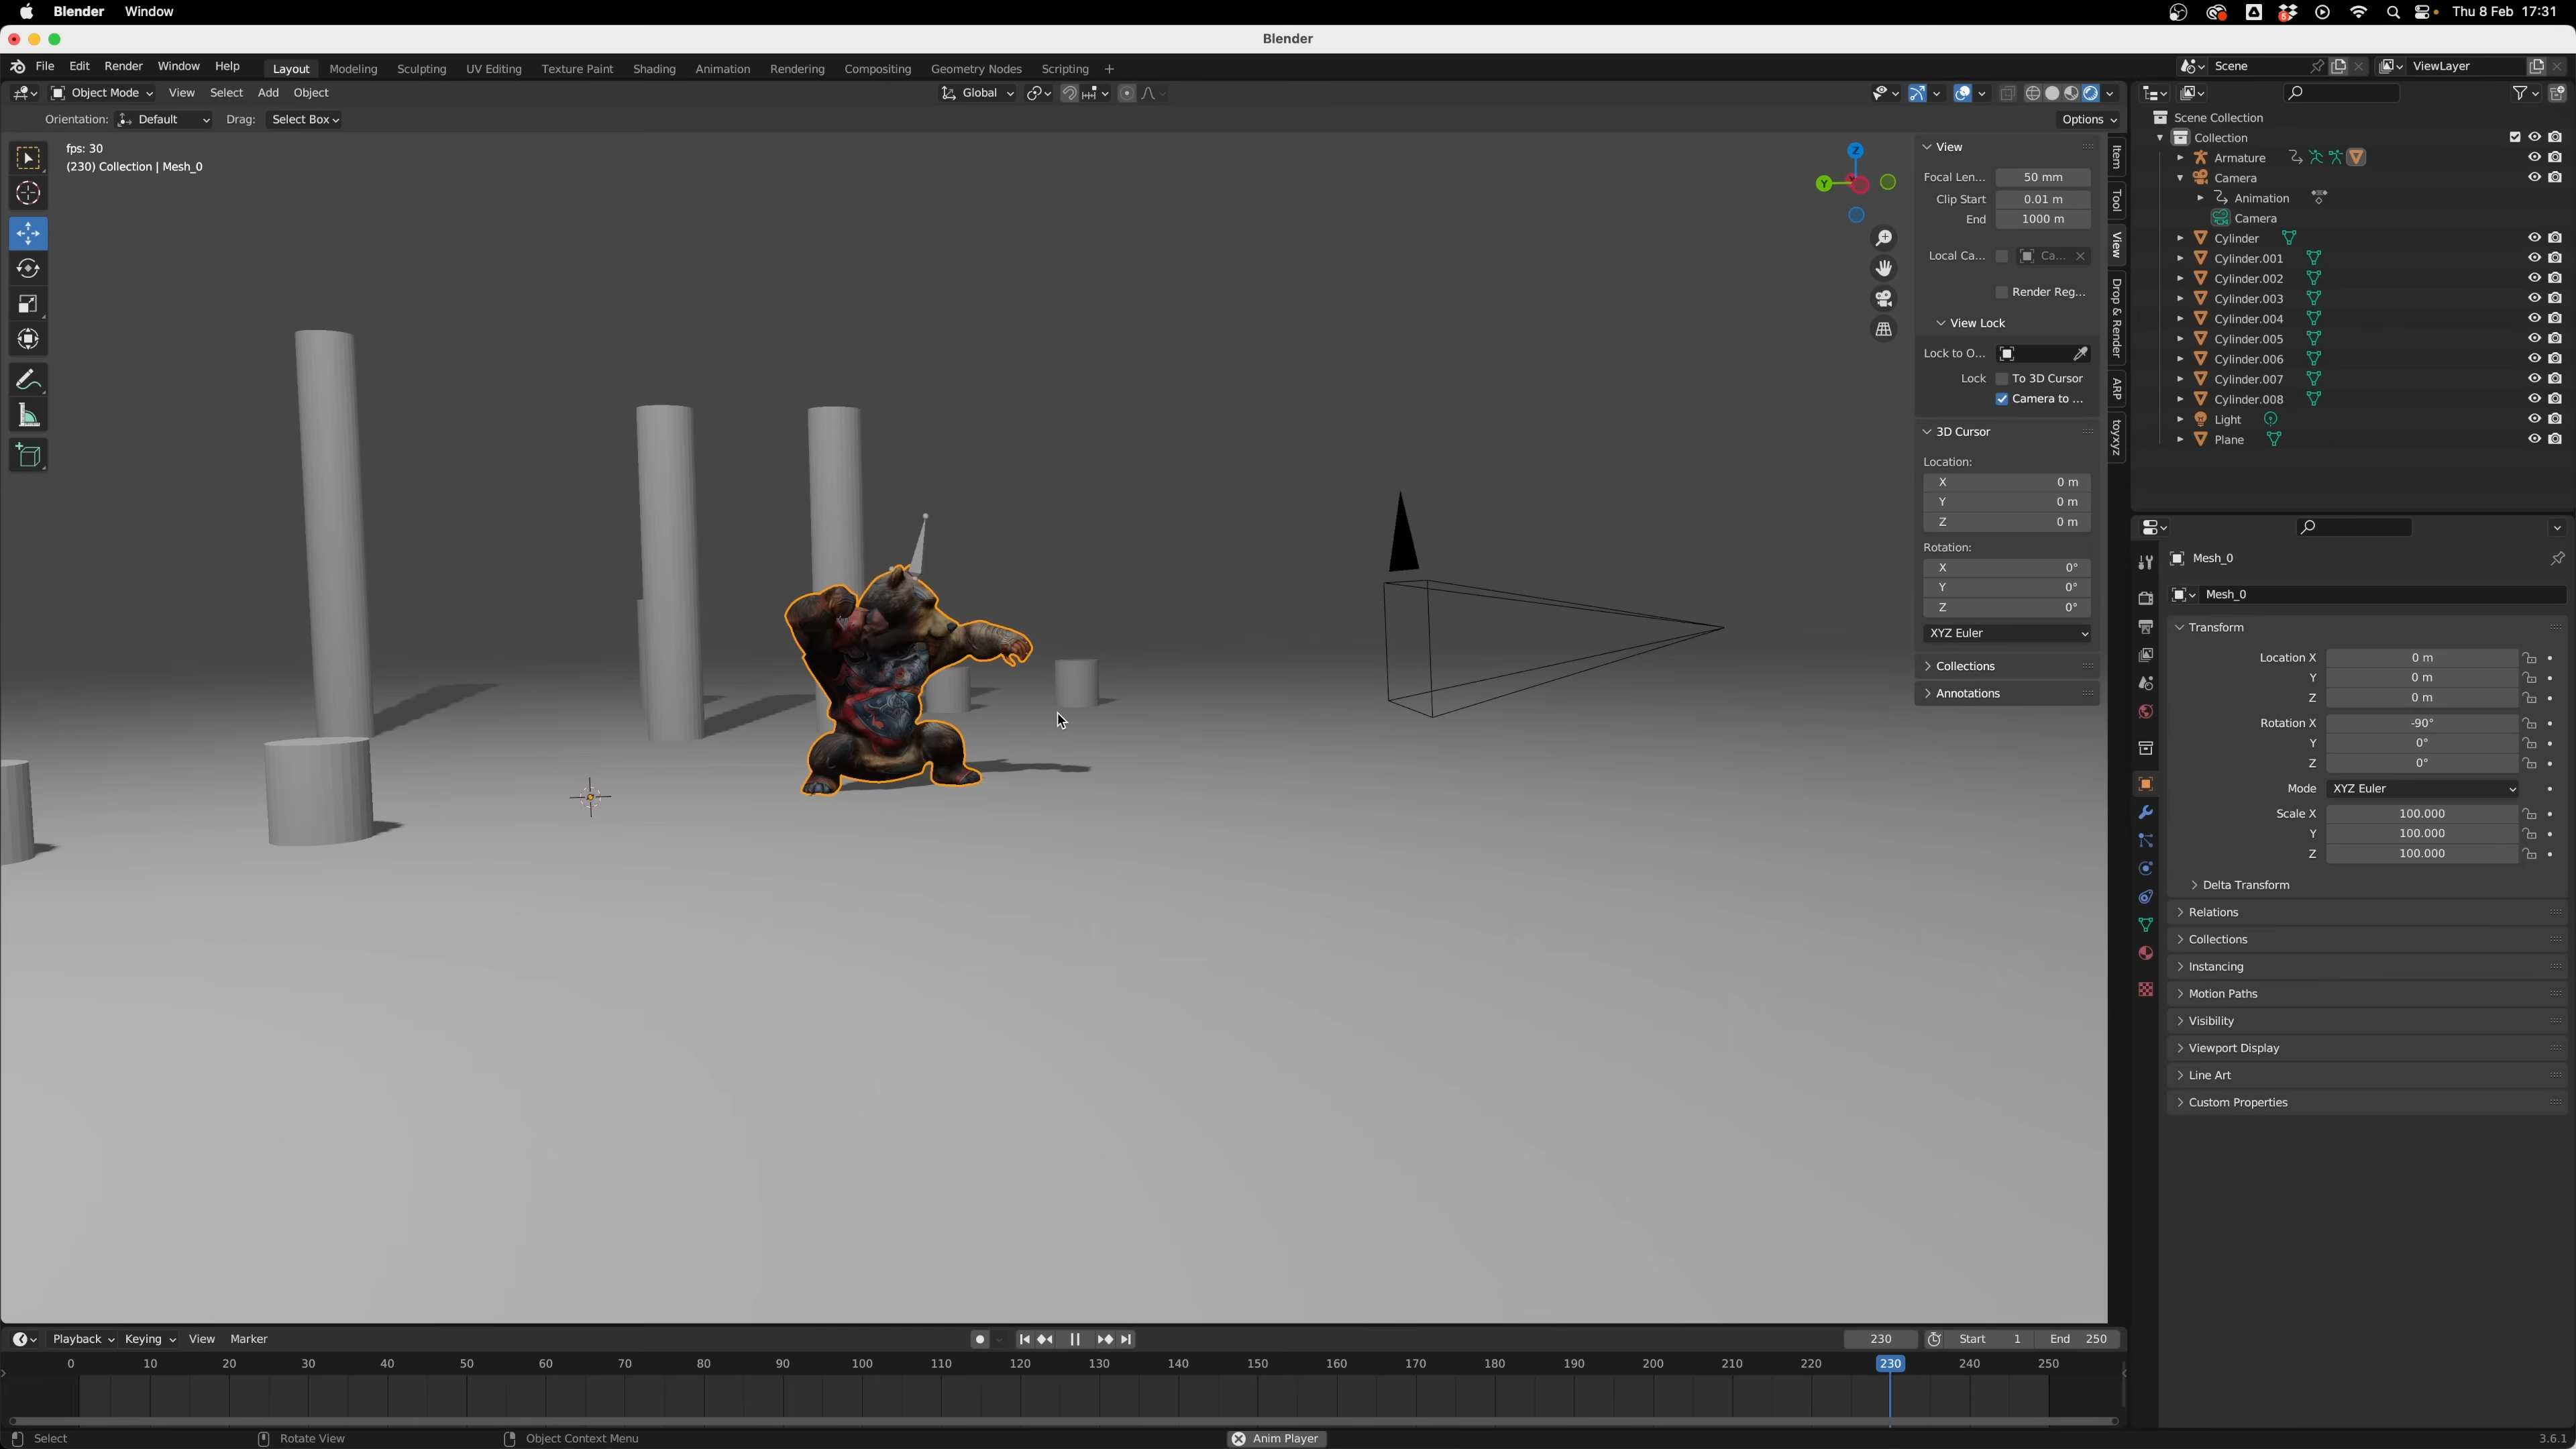 Blender Window Thu 8 Feb 17:31
Blender
File Edit Render Window Help Layout Modeling Sculpting UV Editing Texture Paint Shading Animation Rendering Compositing Geometry Nodes Scripting + Scene ViewLayer
Object Mode View Select Add Object Global
Orientation: Default Drag: Select Box Options
fps: 30
(230) Collection | Mesh_0
Z
Y
View
Focal Len... 50 mm
Clip Start 0.01 m
End 1000 m
Local Ca... Ca...
Render Reg...
View Lock
Lock to O...
Lock To 3D Cursor
Camera to ...
3D Cursor
Location:
X 0 m
Y 0 m
Z 0 m
Rotation:
X 0°
Y 0°
Z 0°
XYZ Euler
Collections
Annotations
Item
Tool
View
Drop & Render
ARP
toyxyz
Scene Collection
Collection
Armature
Camera
Animation
Camera
Cylinder
Cylinder.001
Cylinder.002
Cylinder.003
Cylinder.004
Cylinder.005
Cylinder.006
Cylinder.007
Cylinder.008
Light
Plane
Mesh_0
Mesh_0
Transform
Location X 0 m
Y 0 m
Z 0 m
Rotation X -90°
Y 0°
Z 0°
Mode XYZ Euler
Scale X 100.000
Y 100.000
Z 100.000
Delta Transform
Relations
Collections
Instancing
Motion Paths
Visibility
Viewport Display
Line Art
Custom Properties
Playback Keying View Marker 230 Start 1 End 250
0 10 20 30 40 50 60 70 80 90 100 110 120 130 140 150 160 170 180 190 200 210 220 230 240 250
Select Rotate View Object Context Menu Anim Player 3.6.1